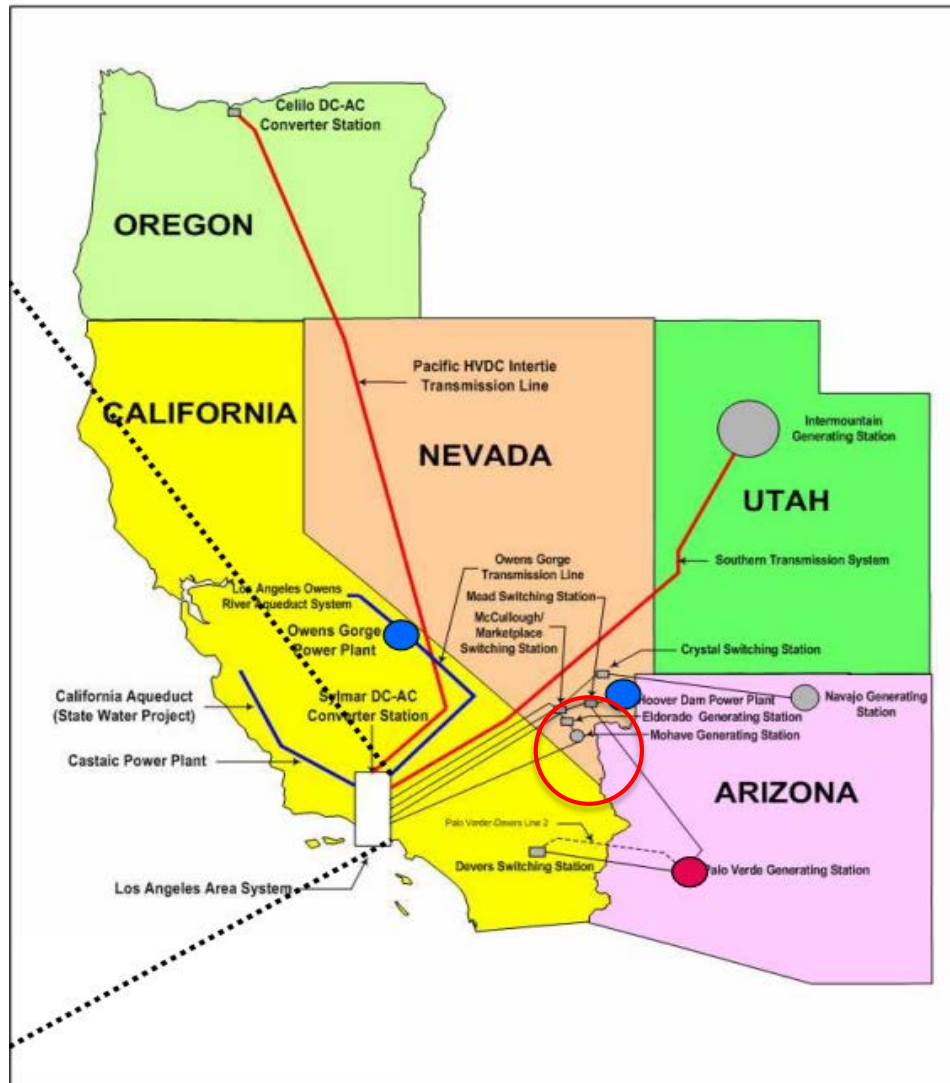 Celilo DC-AC
Converter Station
OREGON
Pacific HVDC Intertie
Transmission Line
CALIFORNIA
NEVADA
Intermountain
Generating Station
UTAH
Owens Gorge
Transmission Line
Southern Transmission System
Los Angeles Owens
River Aqueduct System
Mead Switching Station
Owens Gorge
Power Plant
McCullough/
Marketplace
Switching Station
Crystal Switching Station
California Aqueduct
(State Water Project)
Sylmar DC-AC
Converter Station
Hoover Dam Power Plant
Navajo Generating
Station
Eldorado Generating Station
Mohave Generating Station
Castaic Power Plant
ARIZONA
Palo Verder-Devers Line 2
Devers Switching Station
Palo Verde Generating Station
Los Angeles Area System